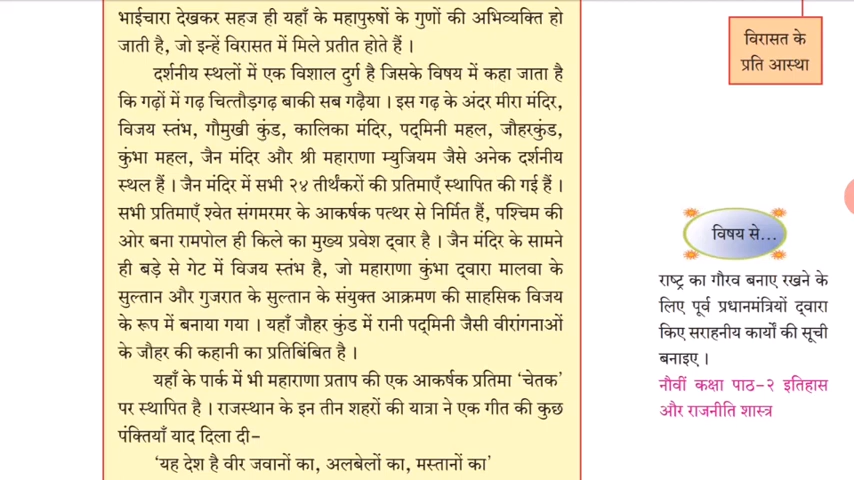 भाईचारा देखकर सहज ही यहाँ के महापुरुषों के गुणों की अभिव्यक्ति हो
जाती है, जो इन्हें विरासत में मिले प्रतीत होते हैं ।
दर्शनीय स्थलों में एक विशाल दुर्ग है जिसके विषय में कहा जाता है
कि गढ़ों में गढ़ चित्तौड़गढ़ बाकी सब गढ़ैया । इस गढ़ के अंदर मीरा मंदिर,
विजय स्तंभ, गौमुखी कुंड, कालिका मंदिर, पद्मिनी महल, जौहरकुंड,
कुंभा महल, जैन मंदिर और श्री महाराणा म्युजियम जैसे अनेक दर्शनीय
स्थल हैं । जैन मंदिर में सभी २४ तीर्थंकरों की प्रतिमाएँ स्थापित की गई हैं ।
सभी प्रतिमाएँ श्वेत संगमरमर के आकर्षक पत्थर से निर्मित हैं, पश्चिम की
ओर बना रामपोल ही किले का मुख्य प्रवेश द्वार है । जैन मंदिर के सामने
ही बड़े से गेट में विजय स्तंभ है, जो महाराणा कुंभा द्वारा मालवा के
सुल्तान और गुजरात के सुल्तान के संयुक्त आक्रमण की साहसिक विजय
के रूप में बनाया गया । यहाँ जौहर कुंड में रानी पद्मिनी जैसी वीरांगनाओं
के जौहर की कहानी का प्रतिबिंबित है ।
यहाँ के पार्क में भी महाराणा प्रताप की एक आकर्षक प्रतिमा ‘चेतक’
पर स्थापित है । राजस्थान के इन तीन शहरों की यात्रा ने एक गीत की कुछ
पंक्तियाँ याद दिला दी–
‘यह देश है वीर जवानों का, अलबेलों का, मस्तानों का’
विरासत के
प्रति आस्था
विषय से...
राष्ट्र का गौरव बनाए रखने के
लिए पूर्व प्रधानमंत्रियों द्वारा
किए सराहनीय कार्यों की सूची
बनाइए ।
नौवीं कक्षा पाठ-२ इतिहास
और राजनीति शास्त्र